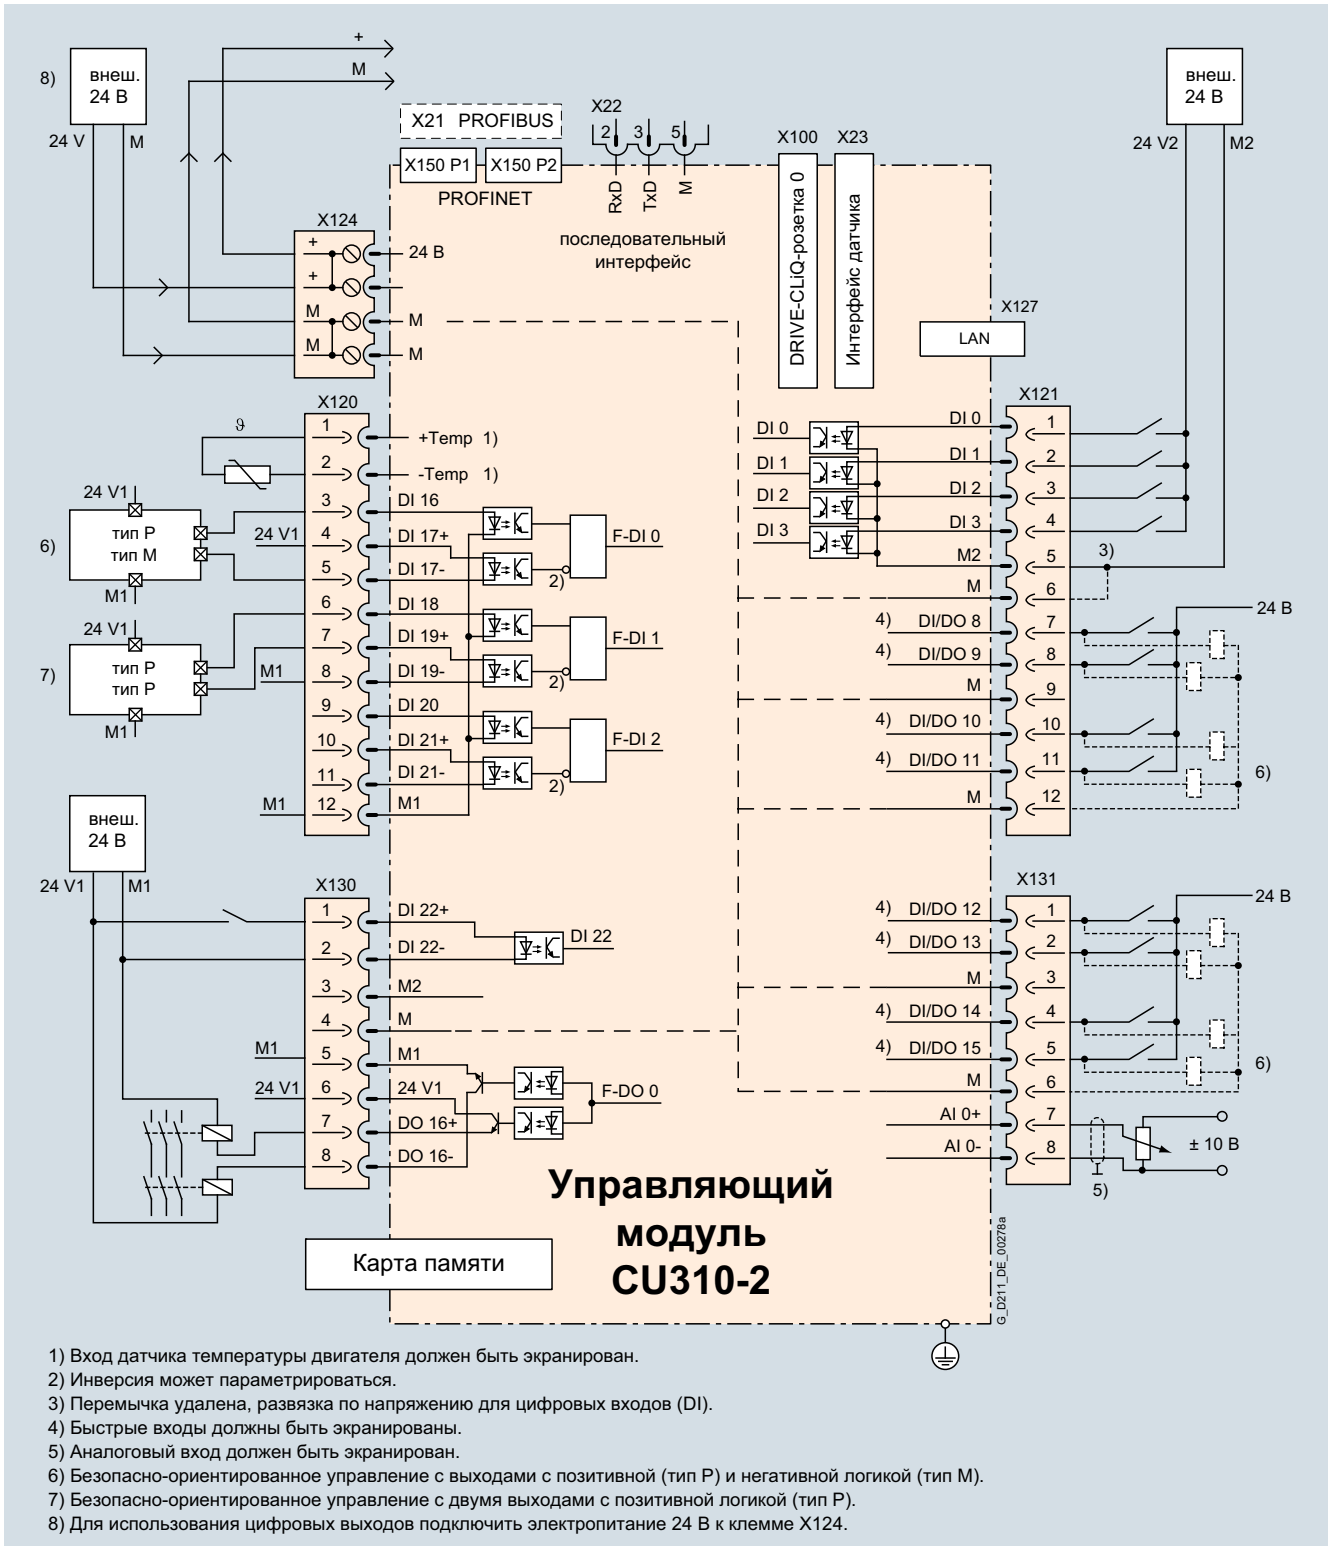 +
M
8)
внеш.
24 В
24 V
M
X21 PROFIBUS
X150 P1
X150 P2
PROFINET
X22
2
3
5
RxD
TxD
M
последовательный
интерфейс
X100
X23
DRIVE-CLiQ-розетка 0
Интерфейс датчика
внеш.
24 В
24 V2
M2
X124
+
24 В
+
M
M
M
M
X127
LAN
X120
1
+Temp 1)
2
-Temp 1)
3
DI 16
4
DI 17+
5
DI 17-
6
DI 18
7
DI 19+
8
DI 19-
9
DI 20
10
DI 21+
11
DI 21-
12
M1
ϑ
24 V1
6)
тип P
тип M
M1
24 V1
24 V1
7)
тип P
тип P
M1
M1
M1
F-DI 0
2)
F-DI 1
2)
F-DI 2
2)
X121
DI 0
DI 0
1
DI 1
DI 1
2
DI 2
DI 2
3
DI 3
DI 3
4
M2
5
3)
M
6
24 В
4)
DI/DO 8
7
4)
DI/DO 9
8
M
9
4)
DI/DO 10
10
4)
DI/DO 11
11
6)
M
12
внеш.
24 В
24 V1
M1
X130
1
DI 22+
2
DI 22-
DI 22
3
M2
4
M
M1
5
M1
24 V1
6
24 V1
7
DO 16+
8
DO 16-
F-DO 0
X131
24 В
4)
DI/DO 12
1
4)
DI/DO 13
2
M
3
4)
DI/DO 14
4
4)
DI/DO 15
5
6)
M
6
AI 0+
7
AI 0-
8
± 10 В
5)
Управляющий
модуль
CU310-2
Карта памяти
G_D211_DE_00278a
1) Вход датчика температуры двигателя должен быть экранирован.
2) Инверсия может параметрироваться.
3) Перемычка удалена, развязка по напряжению для цифровых входов (DI).
4) Быстрые входы должны быть экранированы.
5) Аналоговый вход должен быть экранирован.
6) Безопасно-ориентированное управление с выходами с позитивной (тип P) и негативной логикой (тип M).
7) Безопасно-ориентированное управление с двумя выходами с позитивной логикой (тип P).
8) Для использования цифровых выходов подключить электропитание 24 В к клемме X124.